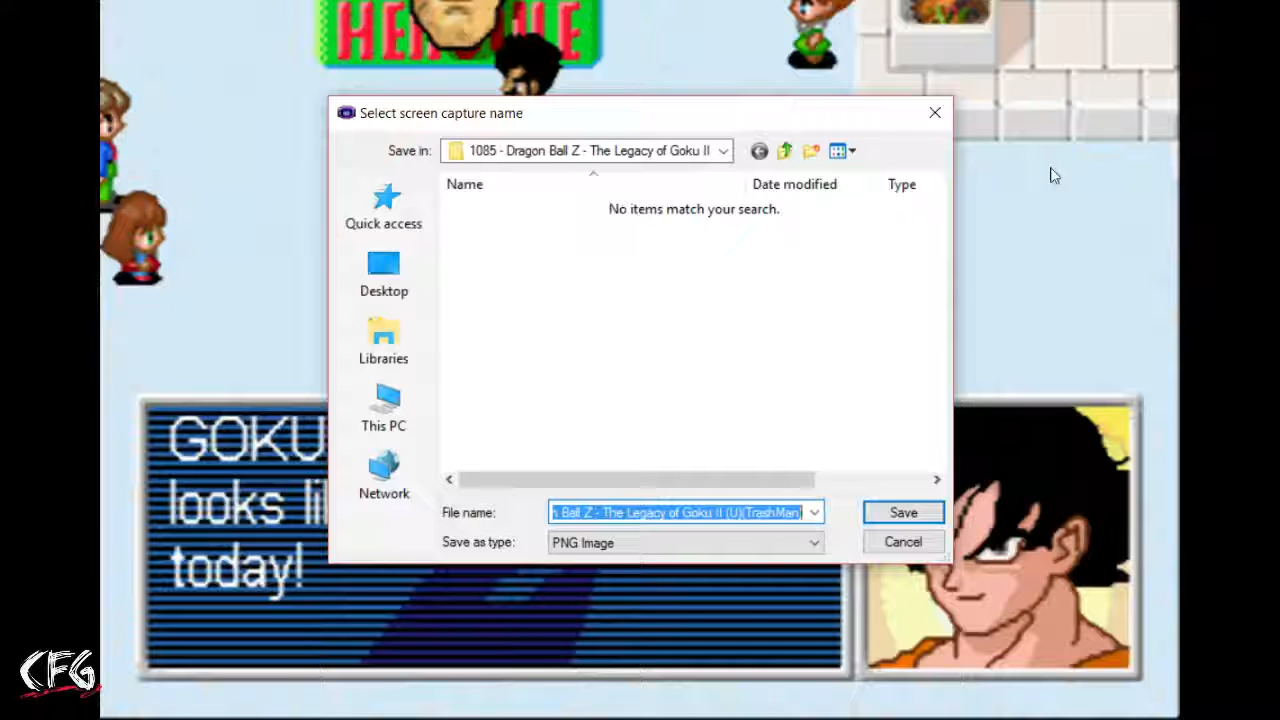 Select screen capture name
Save in:
1085 - Dragon Ball Z - The Legacy of Goku II
Name
Date modified
Type
No items match your search.
Quick access
Desktop
Libraries
This PC
Network
File name:
Ball Z - The Legacy of Goku II (U)(TrashMan)
Save
Save as type:
PNG Image
Cancel
GOKU
looks
today!
CFG